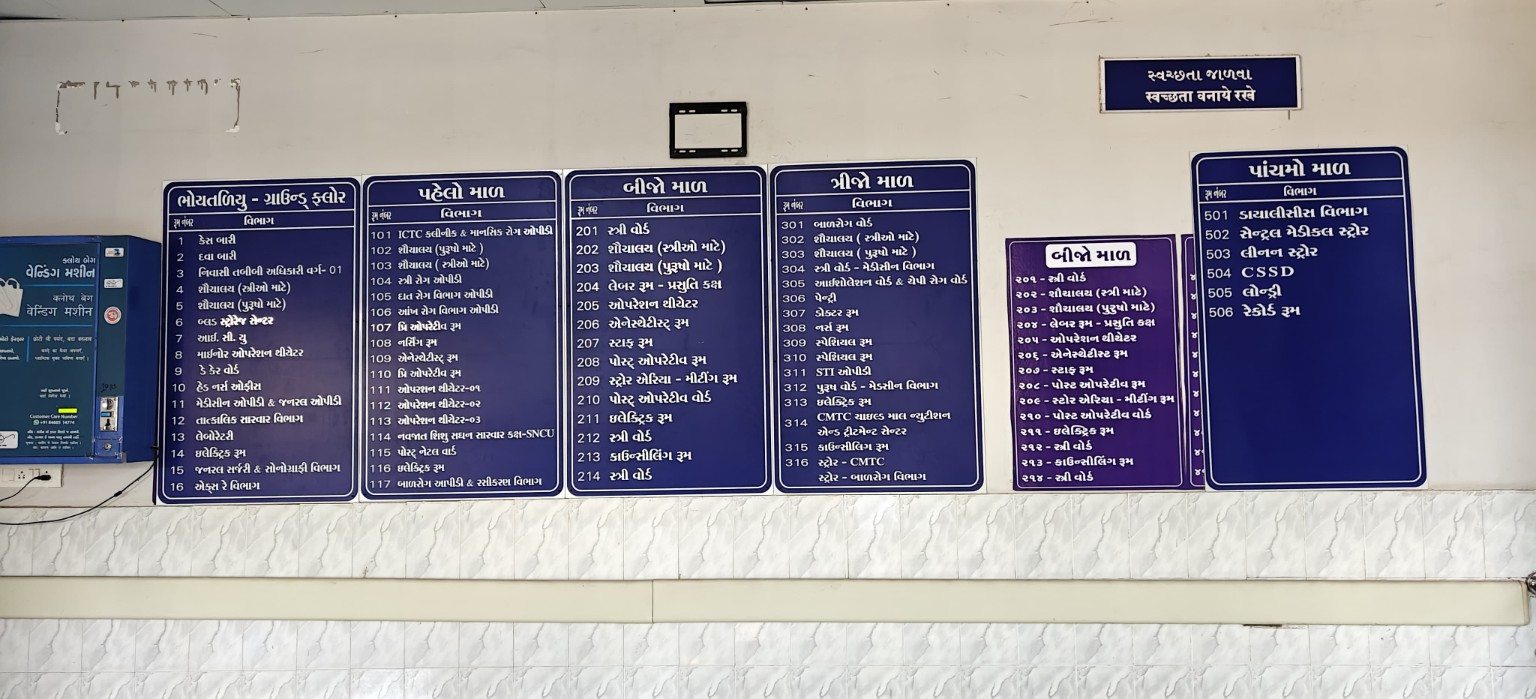 સ્વચ્છતા જાળવા
સ્વચ્છતા બનાયે રખે
ક્લોથ બેગ
વેન્ડિંગ મશીન
क्लोथ बेग
वेन्डिंग मशीन
Customer Care Number
ભોયતળિયુ - ગ્રાઉન્ડ ફ્લોર
રૂમ નંબર વિભાગ
1 કેસ બારી
2 દવા બારી
3 નિવાસી તબીબી અધિકારી વર્ગ- 01
4 શૌચાલય (સ્ત્રીઓ માટે)
5 શૌચાલય (પુરૂષો માટે)
6 બ્લડ સ્ટોરેજ સેન્ટર
7 આઈ. સી. યુ
8 માઈનોર ઓપરેશન થીયેટર
9 ડે કેર વોર્ડ
10 હેડ નર્સ ઓફીસ
11 મેડીસીન ઓપીડી & જનરલ ઓપીડી
12 તાત્કાલિક સારવાર વિભાગ
13 લેબોરેટરી
14 ઇલેક્ટ્રિક રૂમ
15 જનરલ સર્જરી & સોનોગ્રાફી વિભાગ
16 એક્સ રે વિભાગ
પહેલો માળ
રૂમ નંબર વિભાગ
101 ICTC ક્લીનીક & માનસિક રોગ ઓપીડી
102 શૌચાલય (પુરૂષો માટે )
103 શૌચાલય ( સ્ત્રીઓ માટે)
104 સ્ત્રી રોગ ઓપીડી
105 દાત રોગ વિભાગ ઓપીડી
106 આંખ રોગ વિભાગ ઓપીડી
107 પ્રિ ઓપરેટીવ રૂમ
108 નર્સિંગ રૂમ
109 એનેસ્થેટીસ્ટ્ રૂમ
110 પ્રિ ઓપરેટીવ રૂમ
111 ઓપરશન થીયેટર-૦૧
112 ઓપરેશન થીયેટર-૦૨
113 ઓપરેશન થીયેટર-૦૩
114 નવજાત શિશુ સઘન સારવાર કક્ષ-SNCU
115 પોસ્ટ્ નેટલ વાર્ડ
116 ઇલેક્ટ્રિક રૂમ
117 બાળરોગ આપીડી & રસીકરણ વિભાગ
બીજો માળ
રૂમ નંબર વિભાગ
201 સ્ત્રી વોર્ડ
202 શૌચાલય (સ્ત્રીઓ માટે)
203 શૌચાલય (પુરૂષો માટે )
204 લેબર રૂમ - પ્રસુતિ કક્ષ
205 ઓપરેશન થીયેટર
206 એનેસ્થેટીસ્ટ્ રૂમ
207 સ્ટાફ રૂમ
208 પોસ્ટ્ ઓપરેટીવ રૂમ
209 સ્ટ્રોર એરિયા - મીટીંગ રૂમ
210 પોસ્ટ્ ઓપરેટીવ વોર્ડ
211 ઇલેક્ટ્રિક રૂમ
212 સ્ત્રી વોર્ડ
213 કાઉન્સીલીંગ રૂમ
214 સ્ત્રી વોર્ડ
ત્રીજો માળ
રૂમ નંબર વિભાગ
301 બાળરોગ વોર્ડ
302 શૌચાલય ( સ્ત્રીઓ માટે)
303 શૌચાલય ( પુરૂષો માટે )
304 સ્ત્રી વોર્ડ - મેડીસીન વિભાગ
305 આઈશોલેશન વોર્ડ & ચેપી રોગ વોર્ડ
306 પેન્ટ્રી
307 ડોક્ટર રૂમ
308 નર્સ રૂમ
309 સ્પેશિયલ રૂમ
310 સ્પેશિયલ રૂમ
311 STI ઓપીડી
312 પુરૂષ વોર્ડ - મેડસીન વિભાગ
313 ઇલેક્ટ્રિક રૂમ
314 CMTC ચાઇલ્ડ માલ ન્યુટ્રીશન
એન્ડ ટ્રીટમેન્ટ સેન્ટર
315 કાઉન્સીલિંગ રૂમ
316 સ્ટ્રોર - CMTC
સ્ટ્રોર - બાળરોગ વિભાગ
બીજો માળ
૨૦૧ - સ્ત્રી વોર્ડ
૨૦૨ - શૌચાલય (સ્ત્રી માટે)
૨૦૩ - શૌચાલય (પુરુષો માટે)
૨૦૪ - લેબર રૂમ - પ્રસુતિ કક્ષ
૨૦૫ - ઓપરેશન થીયેટર
૨૦૬ - એનેસ્થેટીસ્ટ રૂમ
૨૦૭ - સ્ટાફ રૂમ
૨૦૮ - પોસ્ટ ઓપરેટીવ રૂમ
૨૦૯ - સ્ટોર એરિયા - મીટીંગ રૂમ
૨૧૦ - પોસ્ટ ઓપરેટીવ વોર્ડ
૨૧૧ - ઇલેક્ટ્રિક રૂમ
૨૧૨ - સ્ત્રી વોર્ડ
૨૧૩ - કાઉન્સીલિંગ રૂમ
૨૧૪ - સ્ત્રી વોર્ડ
પાંચમો માળ
રૂમ નંબર વિભાગ
501 ડાયાલીસીસ વિભાગ
502 સેન્ટ્રલ મેડીકલ સ્ટ્રોર
503 લીનન સ્ટ્રોર
504 CSSD
505 લોન્ડ્રી
506 રેકોર્ડ રૂમ